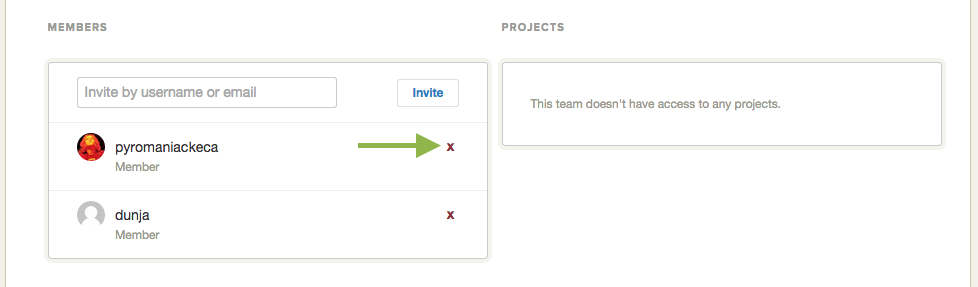 MEMBERS
PROJECTS
Invite by username or email
Invite
pyromaniackeca
x
Member
dunja
x
Member
This team doesn't have access to any projects.